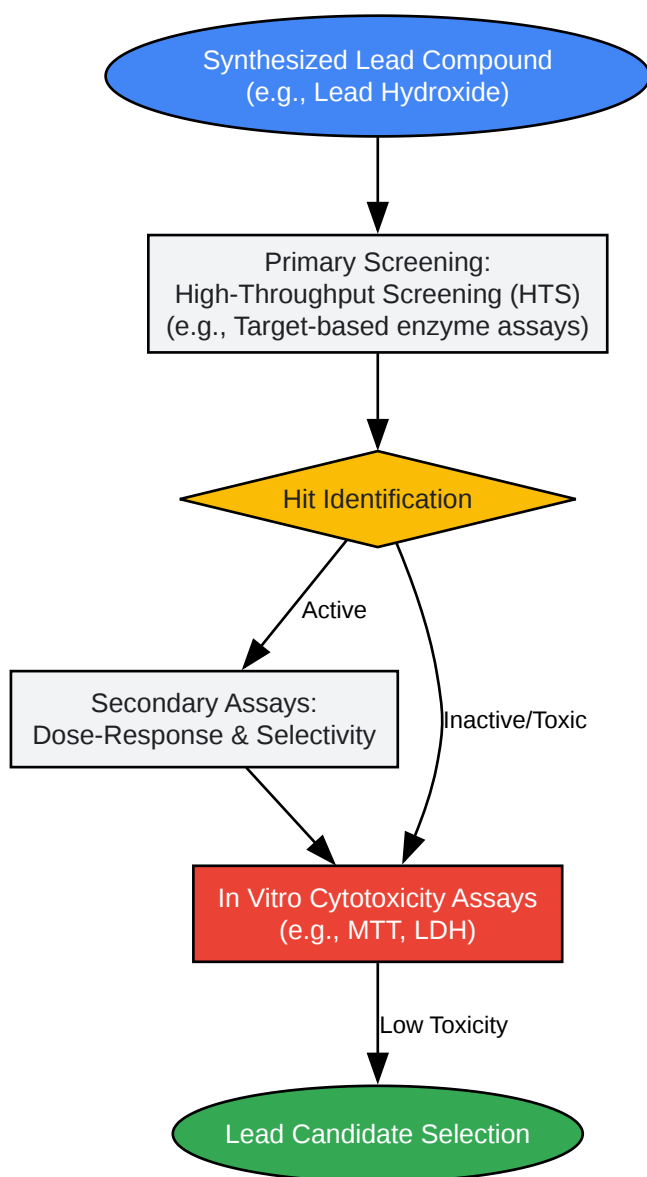 Synthesized Lead Compound
(e.g., Lead Hydroxide)
Primary Screening:
High-Throughput Screening (HTS)
(e.g., Target-based enzyme assays)
Hit Identification
Active
Secondary Assays:
Dose-Response & Selectivity
Inactive/Toxic
In Vitro Cytotoxicity Assays
(e.g., MTT, LDH)
Low Toxicity
Lead Candidate Selection